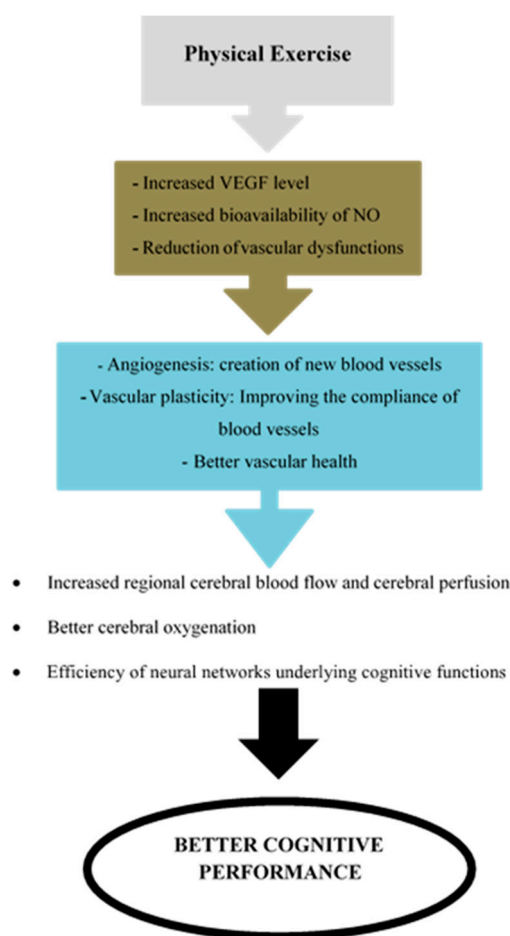 Physical Exercise
- Increased VEGF level
- Increased bioavailability of NO
- Reduction of vascular dysfunctions
- Angiogenesis: creation of new blood vessels
- Vascular plasticity: Improving the compliance of
blood vessels
- Better vascular health
• Increased regional cerebral blood flow and cerebral perfusion
• Better cerebral oxygenation
• Efficiency of neural networks underlying cognitive functions
BETTER COGNITIVE
PERFORMANCE